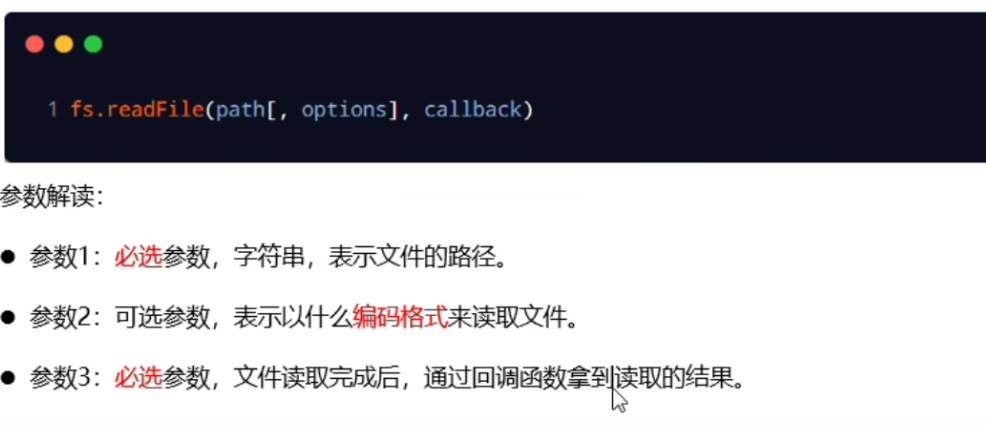 1 fs.readFile(path[, options], callback)
参数解读：
● 参数1：必选参数，字符串，表示文件的路径。
● 参数2：可选参数，表示以什么编码格式来读取文件。
● 参数3：必选参数，文件读取完成后，通过回调函数拿到读取的结果。